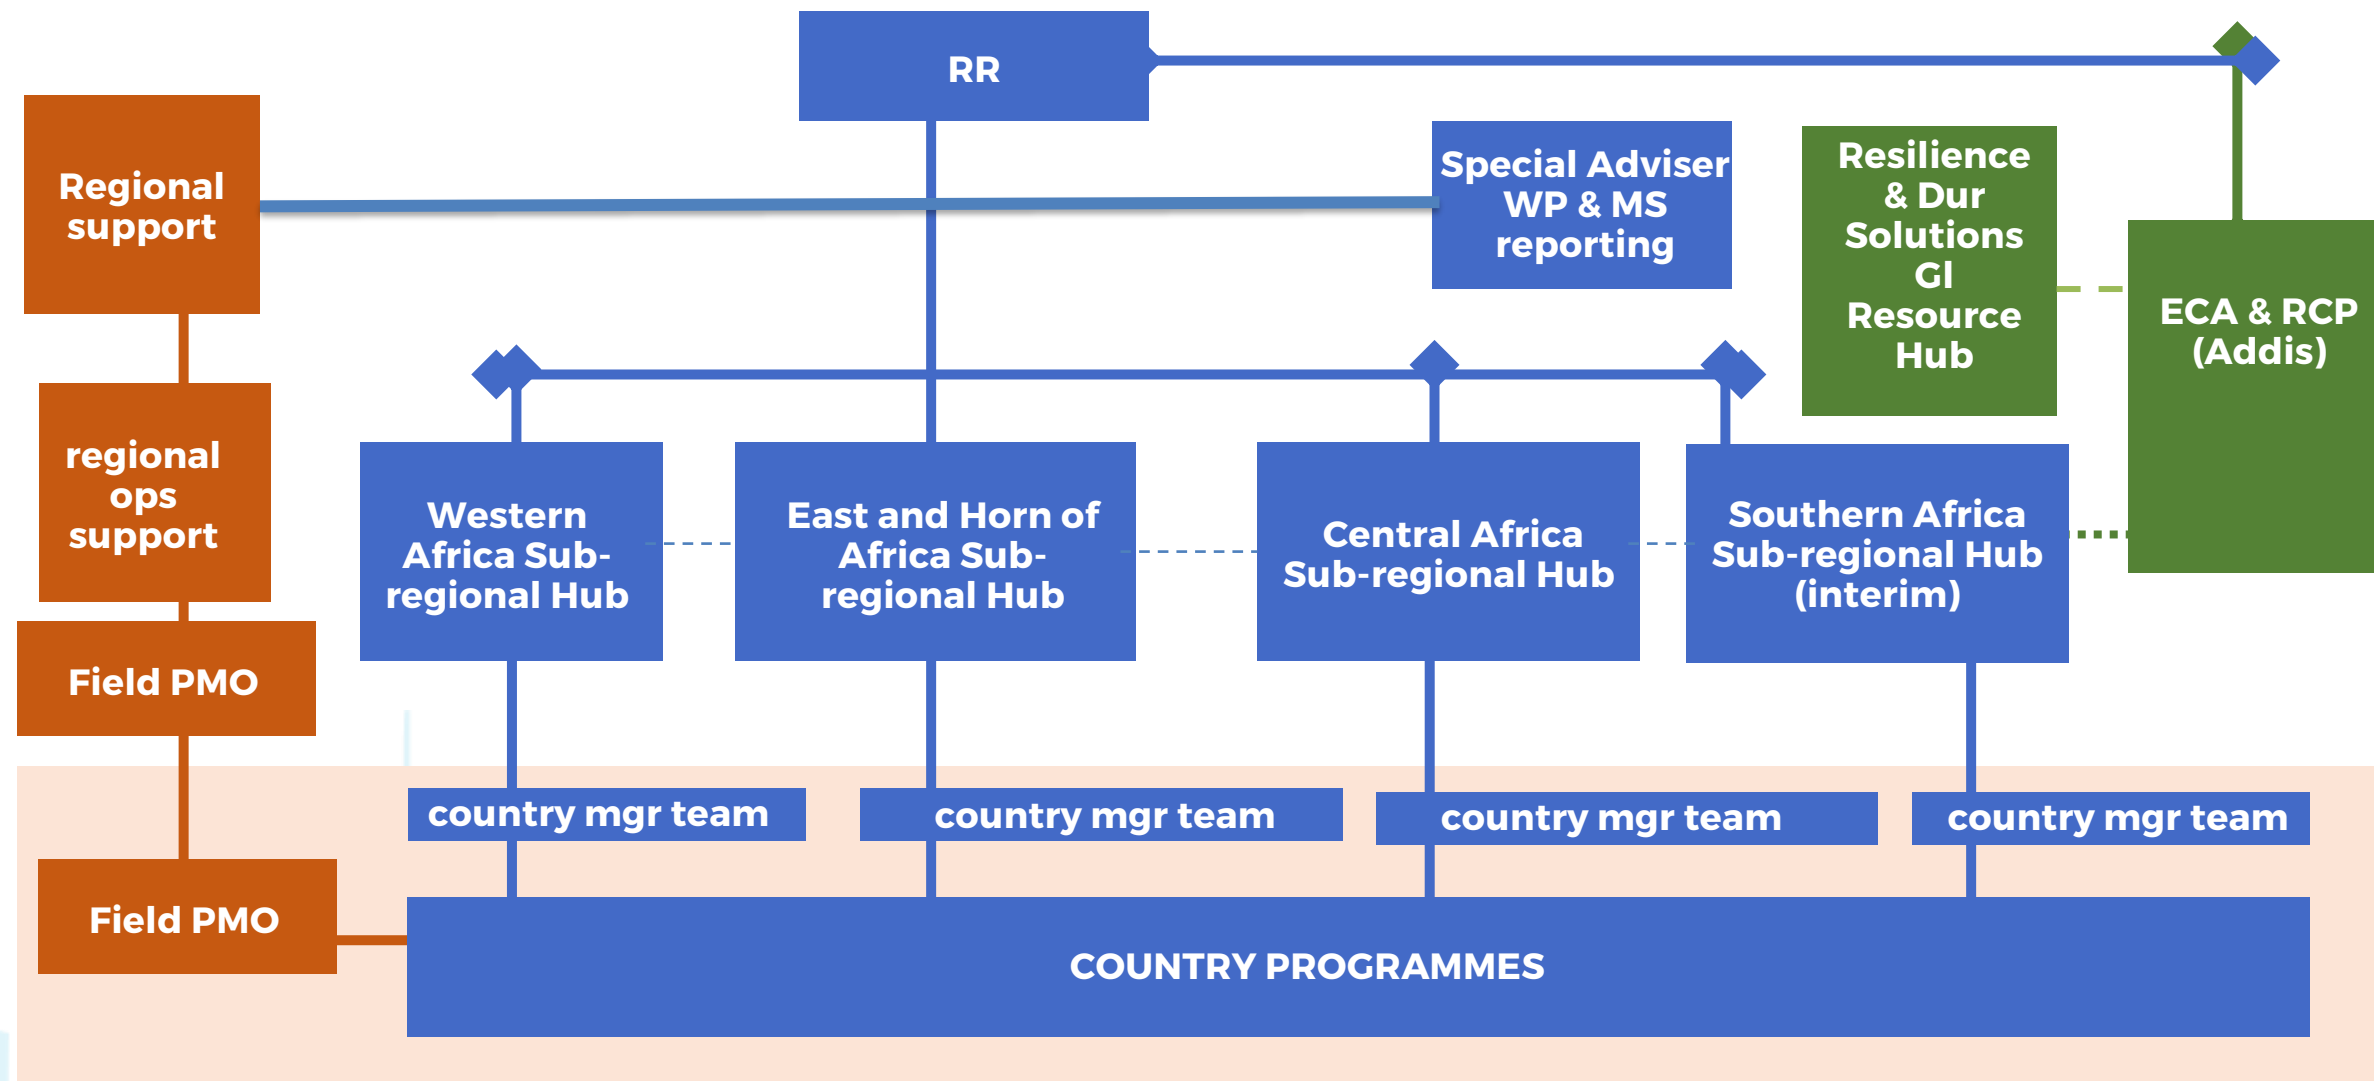 RR
Regional
support
Special Adviser
WP & MS
reporting
Resilience
& Dur
Solutions
Gl
Resource
Hub
ECA & RCP
(Addis)
regional
ops
support
Western
Africa Sub-
regional Hub
East and Horn of
Africa Sub-
regional Hub
Central Africa
Sub-regional Hub
Southern Africa
Sub-regional Hub
(interim)
Field PMO
country mgr team
country mgr team
country mgr team
country mgr team
Field PMO
COUNTRY PROGRAMMES